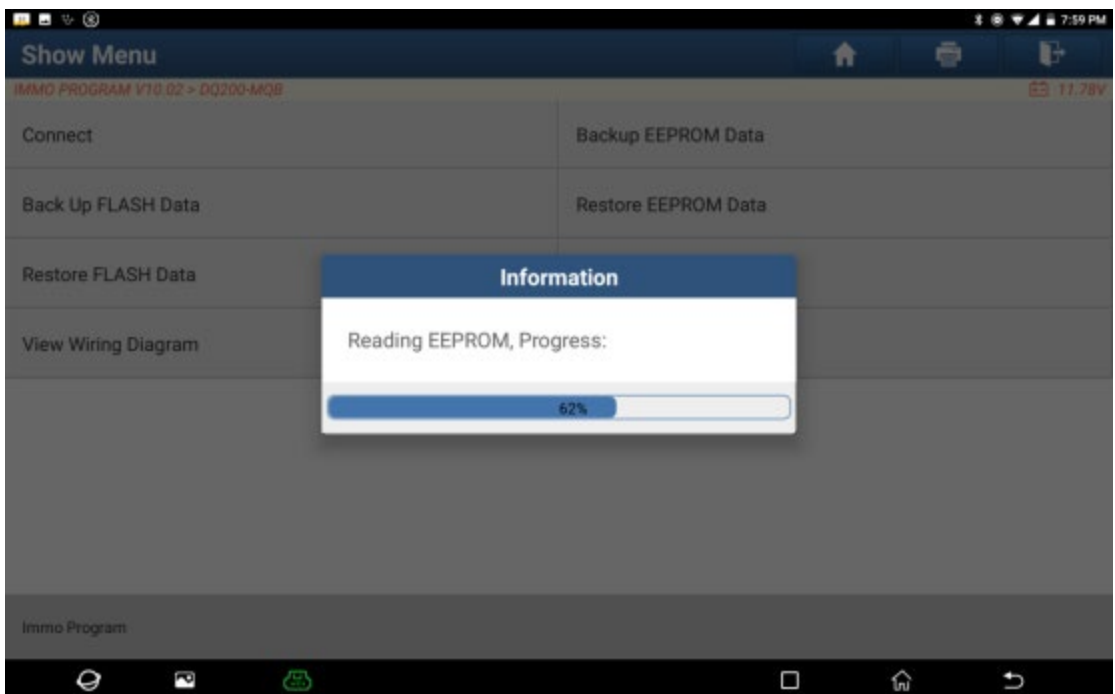 7:59 PM
Show Menu
IMMO PROGRAM V10.02 > DQ200-MQB
11.78V
Connect
Backup EEPROM Data
Back Up FLASH Data
Restore EEPROM Data
Restore FLASH Data
Information
View Wiring Diagram
Reading EEPROM, Progress:
62%
Immo Program